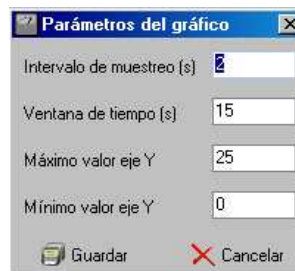 Parámetros del gráfico
Intervalo de muestreo (s) 2
Ventana de tiempo (s) 15
Máximo valor eje Y 25
Mínimo valor eje Y 0
Guardar Cancelar